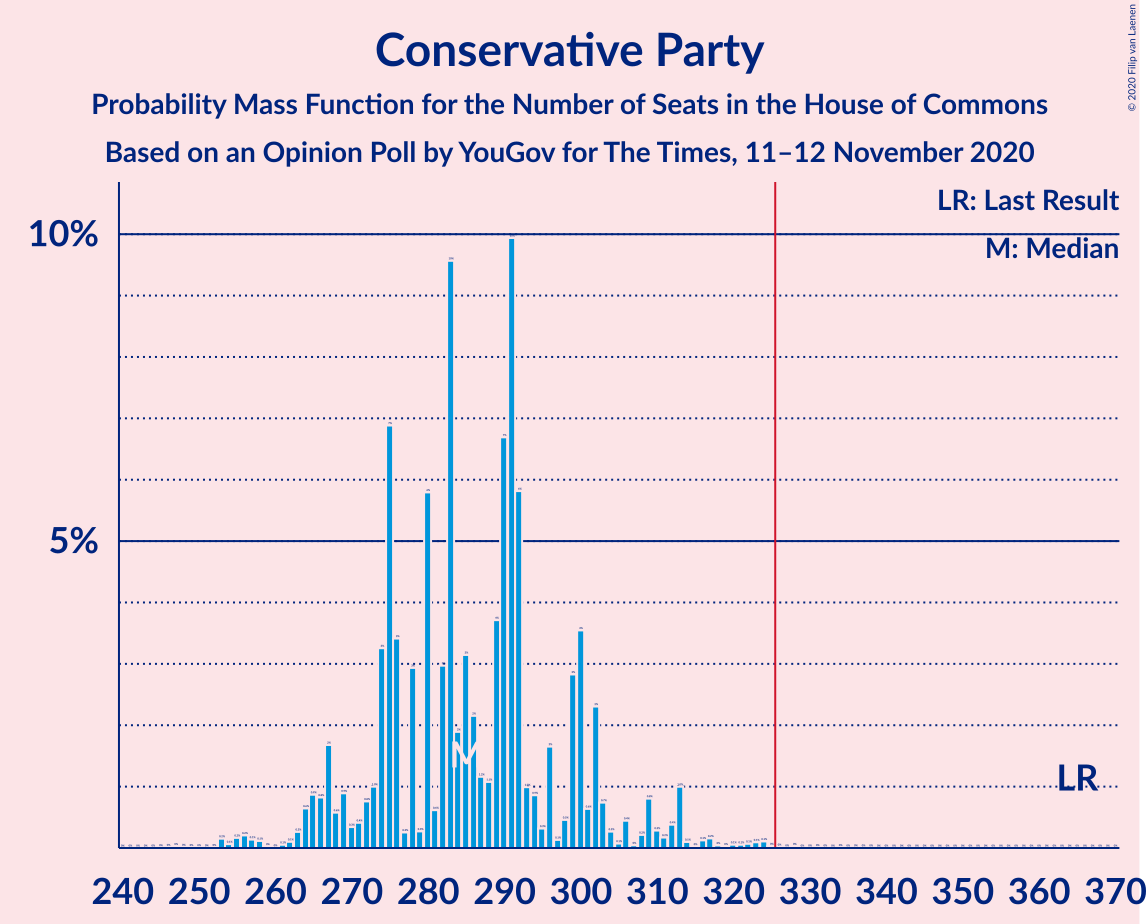 Conservative Party
Probability Mass Function for the Number of Seats in the House of Commons
Based on an Opinion Poll by YouGov for The Times, 11–12 November 2020
© 2020 Filip van Laenen
LR: Last Result
M: Median
10%
5%
M
LR
240 250 260 270 280 290 300 310 320 330 340 350 360 370